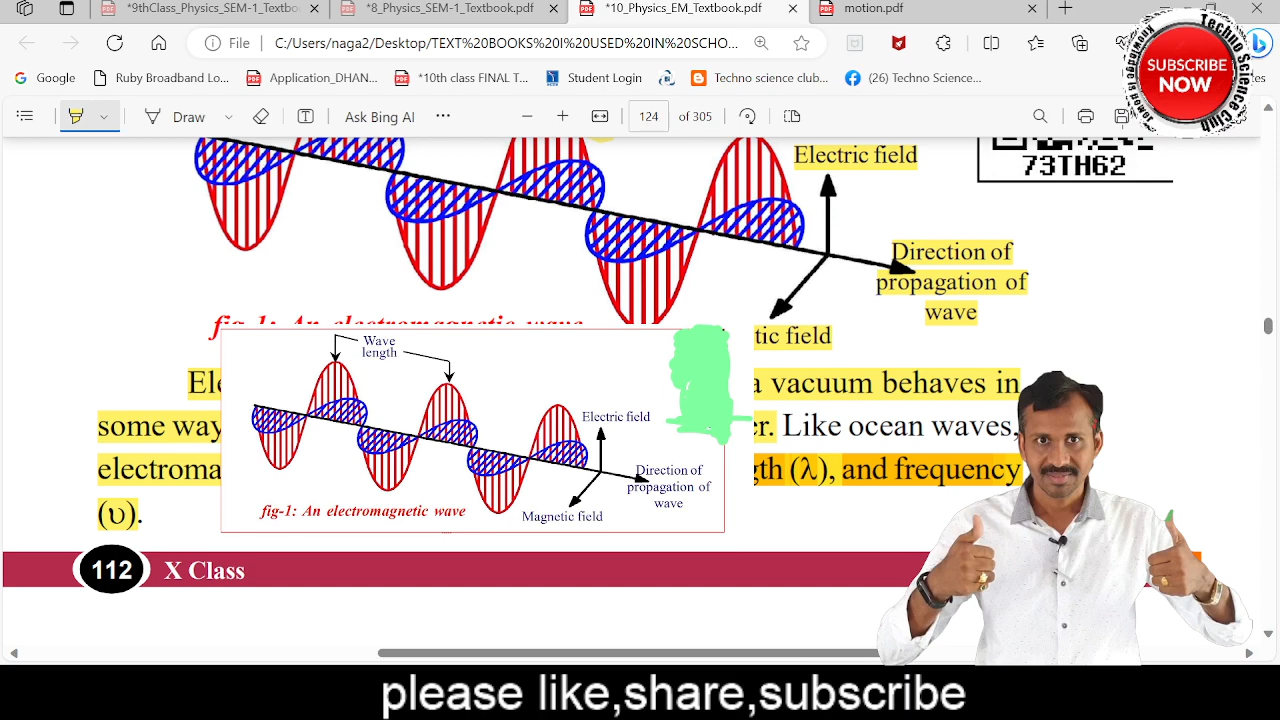 *9thClass_Physics_SEM-1_Textboo
*8_Physics_SEM-1_Textbook.pdf
*10_Physics_EM_Textbook.pdf
motion.pdf
File
C:/Users/naga2/Desktop/TEXT%20BOOKS%20I%20USED%20IN%20SCHO...
Google
Ruby Broadband Lo...
Application_DHAN...
*10th class FINAL T...
Student Login
Techno science club...
(26) Techno Science...
Draw
Ask Bing AI
124 of 305
Techno Science Club
Knowledge is Power
SUBSCRIBE
NOW
Electric field
73TH62
Direction of
propagation of
wave
tic field
fig-1: An electromagnetic wave
Wave
length
Electric field
Direction of
propagation of
wave
fig-1: An electromagnetic wave
Magnetic field
Ele a vacuum behaves in
some way er. Like ocean waves,
electroma gth (λ), and frequency
(υ).
112 X Class
please like,share,subscribe